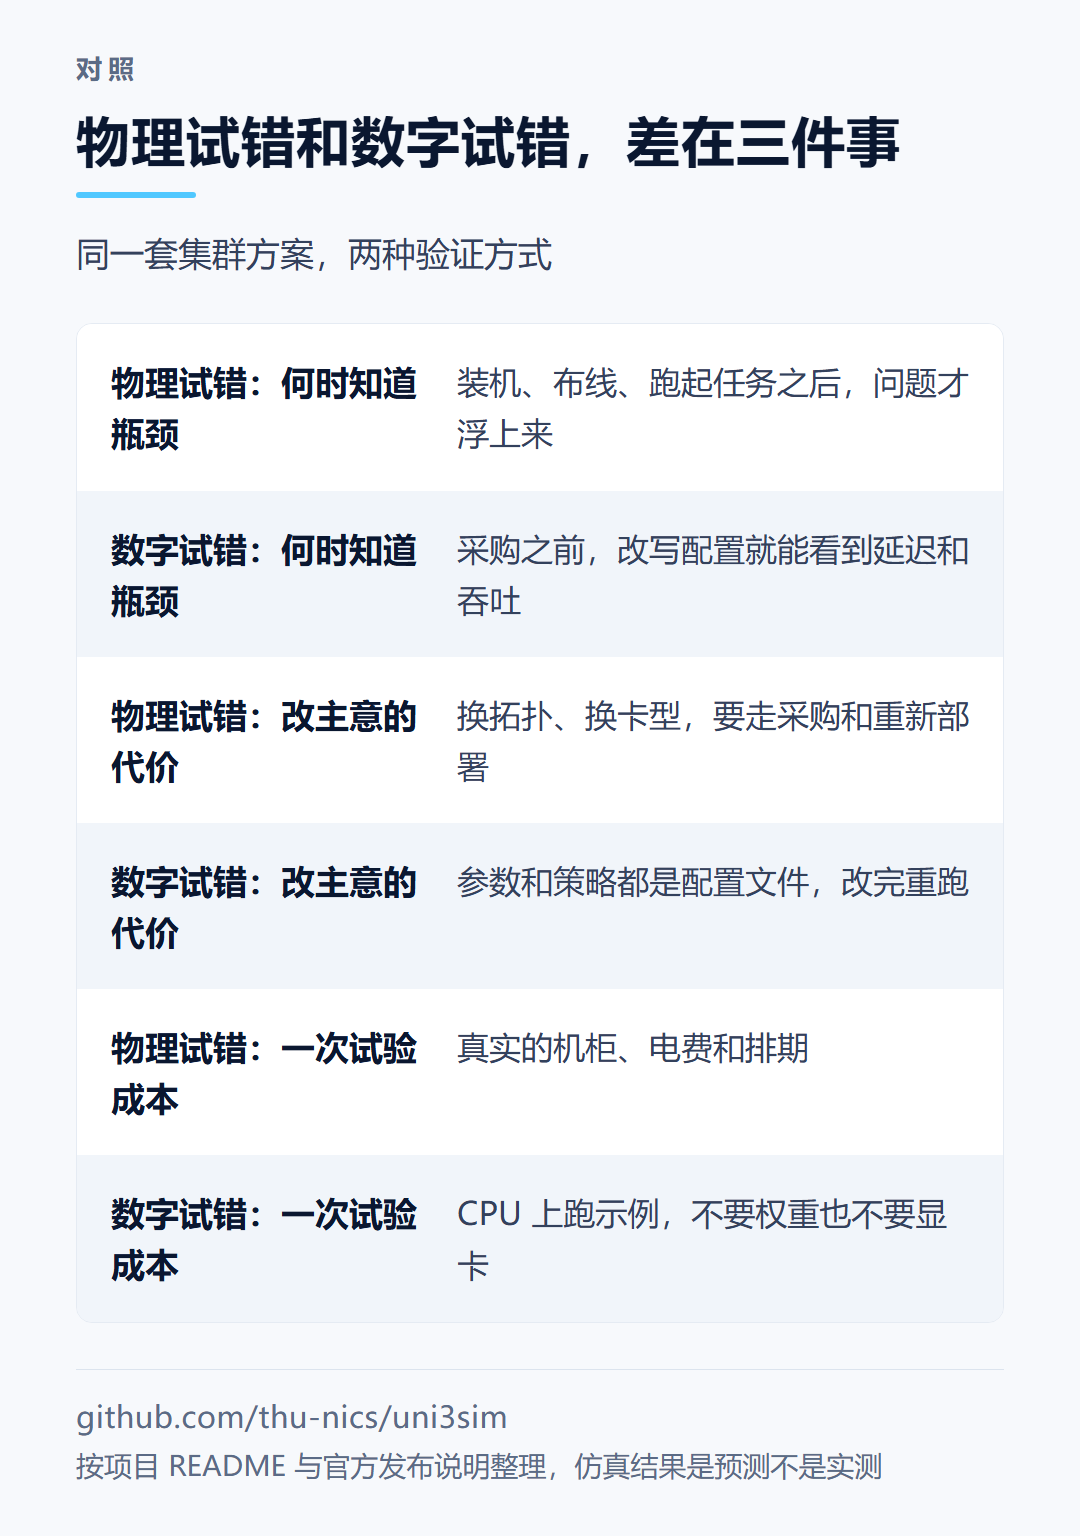 对照
物理试错和数字试错，差在三件事
同一套集群方案，两种验证方式
物理试错：何时知道
瓶颈
装机、布线、跑起任务之后，问题才
浮上来
数字试错：何时知道
瓶颈
采购之前，改写配置就能看到延迟和
吞吐
物理试错：改主意的
代价
换拓扑、换卡型，要走采购和重新部
署
数字试错：改主意的
代价
参数和策略都是配置文件，改完重跑
物理试错：一次试验
成本
真实的机柜、电费和排期
数字试错：一次试验
成本
CPU 上跑示例，不要权重也不要显
卡
github.com/thu-nics/uni3sim
按项目 README 与官方发布说明整理，仿真结果是预测不是实测